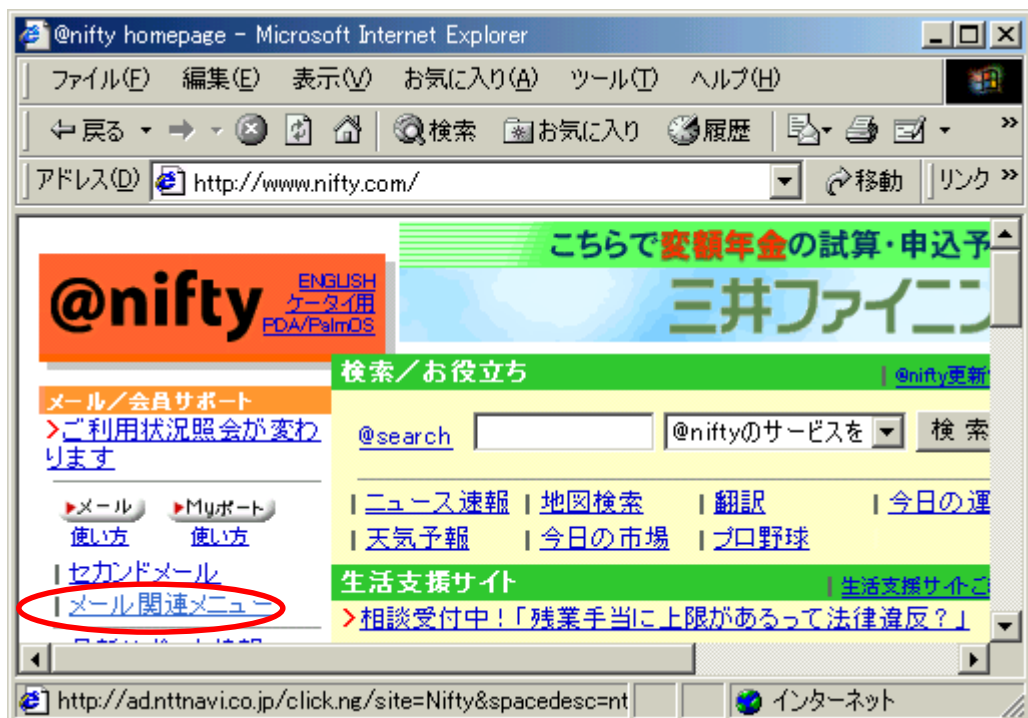 @nifty homepage - Microsoft Internet Explorer
ファイル(F) 編集(E) 表示(V) お気に入り(A) ツール(T) ヘルプ(H)
戻る 検索 お気に入り 履歴 »
アドレス(D) http://www.nifty.com/ 移動 リンク »
こちらで変額年金の試算・申込予
三井ファイニン
@nifty
ENGLISH
ケータイ用
PDA/PalmOS
検索/お役立ち | @nifty更新
メール/会員サポート
>ご利用状況照会が変わ
ります
@search @niftyのサービスを 検 索
メール Myポート
使い方 使い方
| ニュース速報 | 地図検索 | 翻訳 | 今日の運
| 天気予報 | 今日の市場 | プロ野球
| セカンドメール
| メール関連メニュー
生活支援サイト | 生活支援サイトご
>相談受付中!「残業手当に上限があるって法律違反?」
http://ad.nttnavi.co.jp/click.ng/site=Nifty&spacedesc=nt インターネット